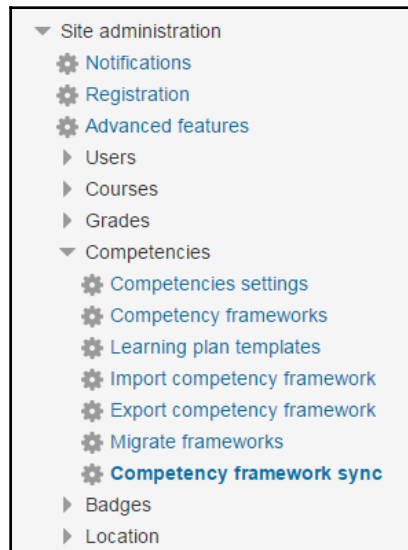 Site administration
Notifications
Registration
Advanced features
Users
Courses
Grades
Competencies
Competencies settings
Competency frameworks
Learning plan templates
Import competency framework
Export competency framework
Migrate frameworks
Competency framework sync
Badges
Location